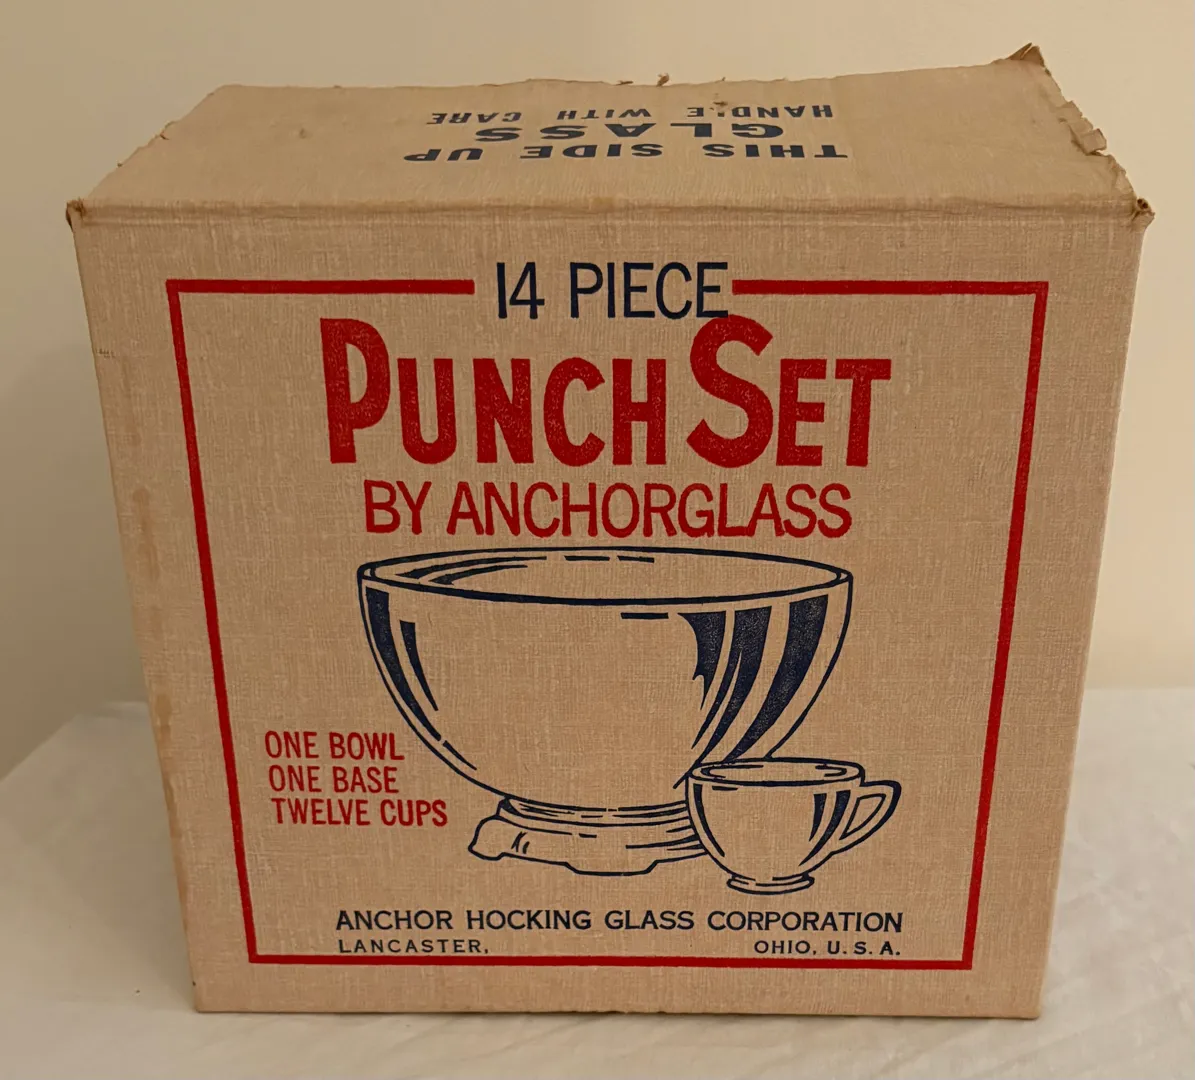 THIS SIDE UP
GLASS
HANDLE WITH CARE
14 PIECE
PUNCH SET
BY ANCHORGLASS
ONE BOWL
ONE BASE
TWELVE CUPS
ANCHOR HOCKING GLASS CORPORATION
LANCASTER, OHIO, U. S. A.